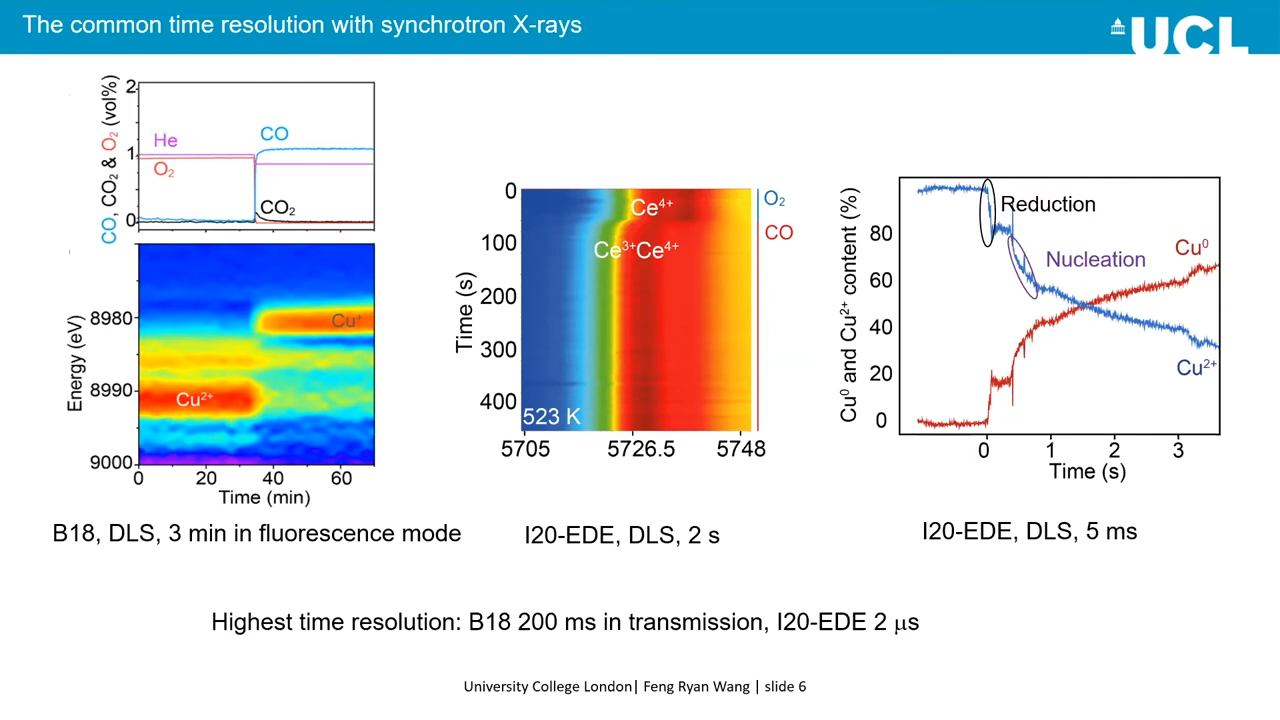 The common time resolution with synchrotron X-rays
UCL
CO, CO₂ & O₂ (vol%)
2
1
0
He
O₂
CO
CO₂
Energy (eV)
8980
8990
9000
Cu⁺
Cu²⁺
0 20 40 60
Time (min)
B18, DLS, 3 min in fluorescence mode
Time (s)
0
100
200
300
400
Ce⁴⁺
Ce³⁺Ce⁴⁺
O₂
CO
523 K
5705 5726.5 5748
I20-EDE, DLS, 2 s
Cu⁰ and Cu²⁺ content (%)
80
60
40
20
0
Reduction
Nucleation
Cu⁰
Cu²⁺
0 1 2 3
Time (s)
I20-EDE, DLS, 5 ms
Highest time resolution: B18 200 ms in transmission, I20-EDE 2 μs
University College London| Feng Ryan Wang | slide 6